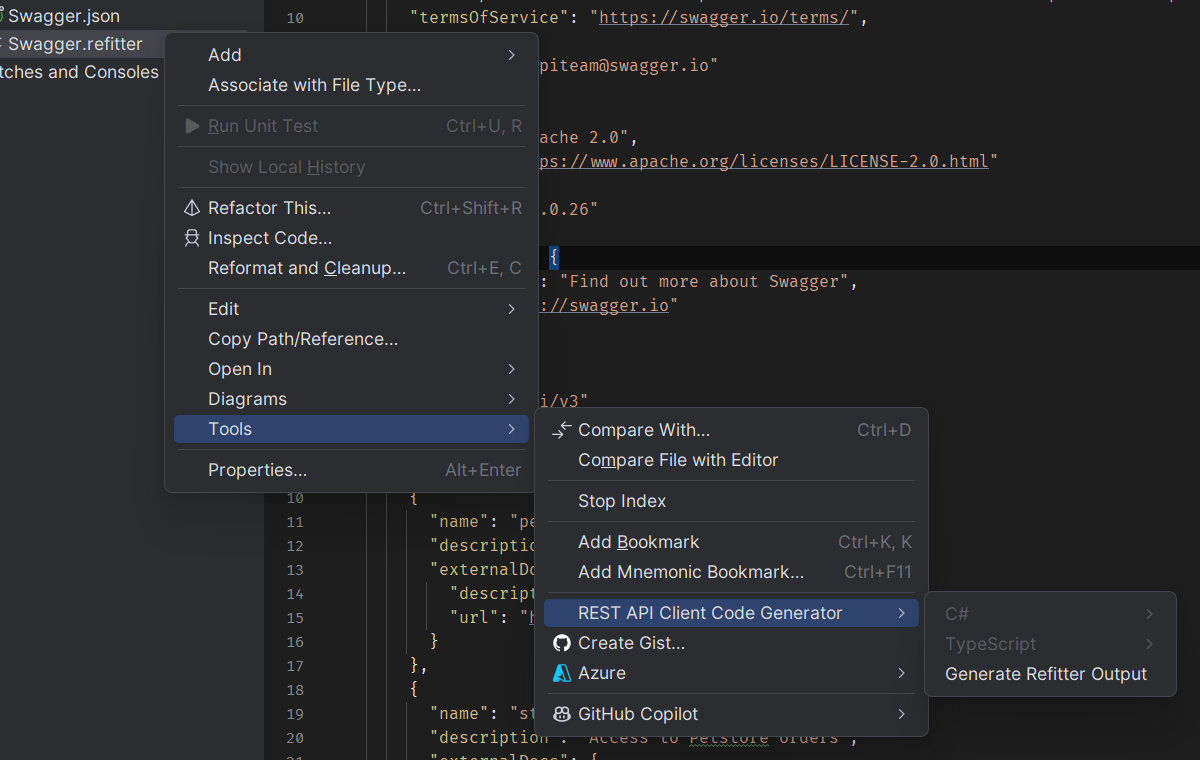 Swagger.json
Swagger.refitter
tches and Consoles
10 "termsOfService": "https://swagger.io/terms/",
piteam@swagger.io"
ache 2.0",
ps://www.apache.org/licenses/LICENSE-2.0.html"
.0.26"
{
: "Find out more about Swagger",
://swagger.io"
i/v3"
Add
Associate with File Type...
Run Unit Test Ctrl+U, R
Show Local History
Refactor This... Ctrl+Shift+R
Inspect Code...
Reformat and Cleanup... Ctrl+E, C
Edit
Copy Path/Reference...
Open In
Diagrams
Tools
Properties... Alt+Enter
Compare With... Ctrl+D
Compare File with Editor
Stop Index
Add Bookmark Ctrl+K, K
Add Mnemonic Bookmark... Ctrl+F11
REST API Client Code Generator
Create Gist...
Azure
GitHub Copilot
C#
TypeScript
Generate Refitter Output
10 {
11 "name": "pe
12 "descriptio
13 "externalDo
14 "descript
15 "url": "h
16 }
17 },
18 {
19 "name": "st
20 "description": "Access to Petstore orders",
21 "externalDocs": {